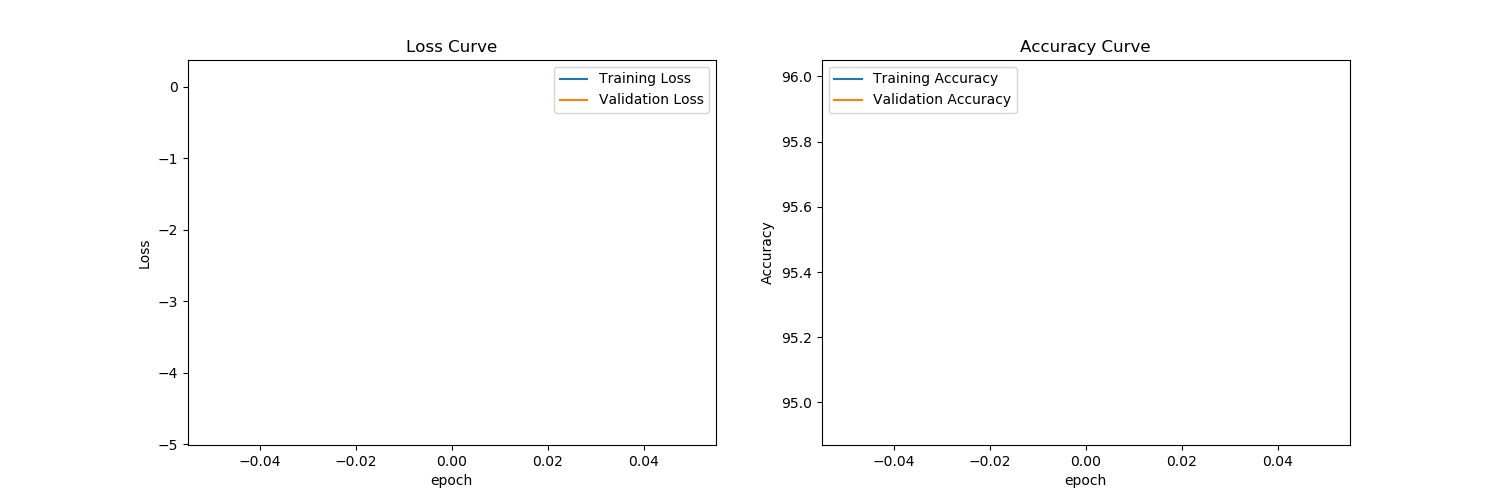 Loss Curve
Training Loss
Validation Loss
0
−1
−2
−3
−4
−5
Loss
−0.04 −0.02 0.00 0.02 0.04
epoch
Accuracy Curve
Training Accuracy
Validation Accuracy
96.0
95.8
95.6
95.4
95.2
95.0
Accuracy
−0.04 −0.02 0.00 0.02 0.04
epoch